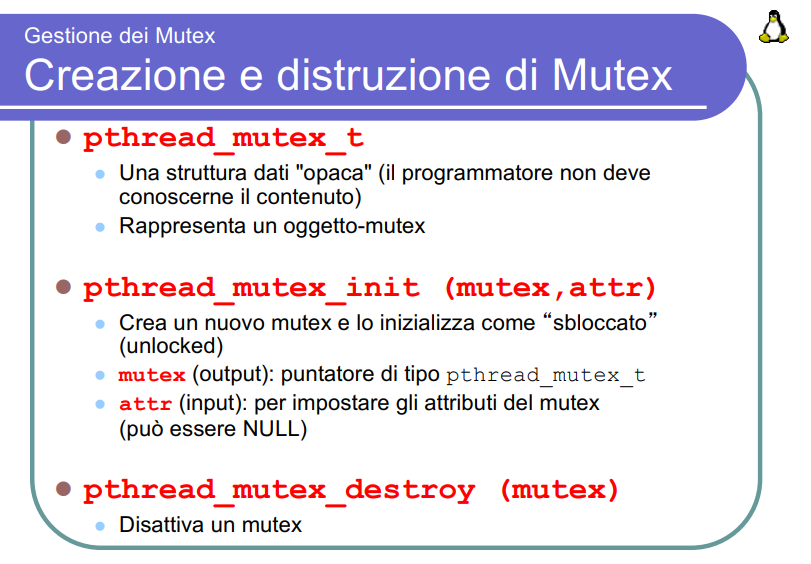 Gestione dei Mutex
Creazione e distruzione di Mutex
pthread_mutex_t
Una struttura dati "opaca" (il programmatore non deve
conoscerne il contenuto)
Rappresenta un oggetto-mutex
pthread_mutex_init (mutex,attr)
Crea un nuovo mutex e lo inizializza come “sbloccato”
(unlocked)
mutex (output): puntatore di tipo pthread_mutex_t
attr (input): per impostare gli attributi del mutex
(può essere NULL)
pthread_mutex_destroy (mutex)
Disattiva un mutex